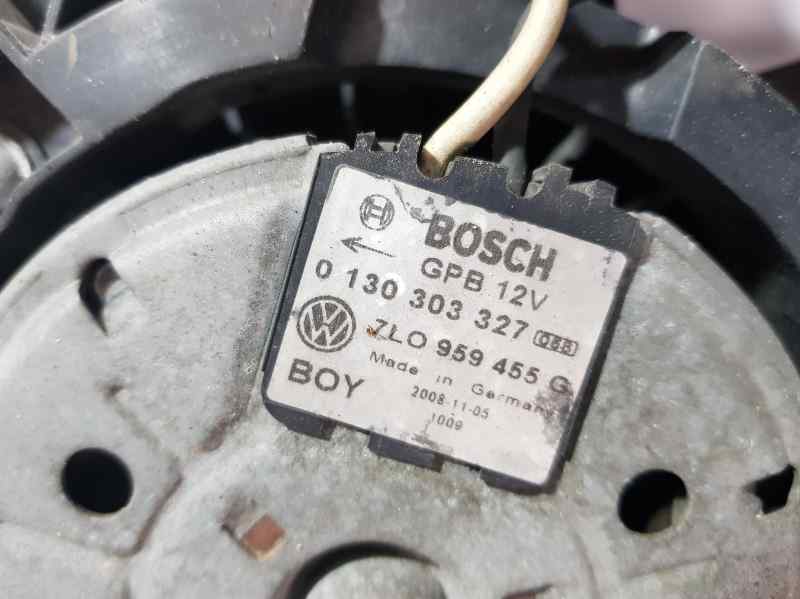 BOSCH
GPB 12V
0 130 303 327
7L0 959 455 G
Made in Germany
BOY
2008-11-05
1009